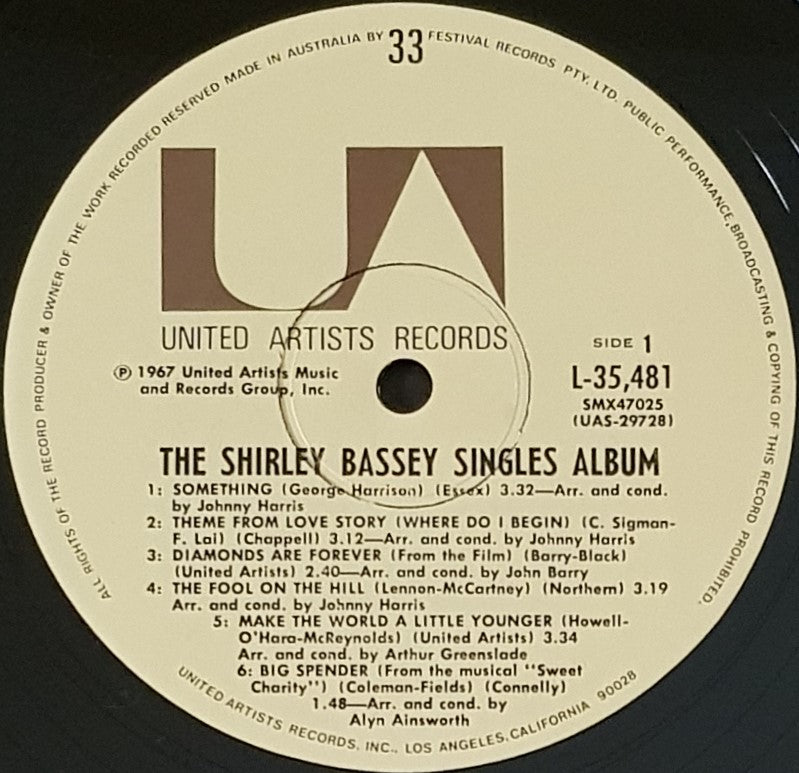 ALL RIGHTS OF THE RECORD PRODUCER & OWNER OF THE WORK RECORDED RESERVED MADE IN AUSTRALIA BY 33 FESTIVAL RECORDS PTY. LTD. PUBLIC PERFORMANCE, BROADCASTING & COPYING OF THIS RECORD PROHIBITED.
UA
UNITED ARTISTS RECORDS
SIDE 1
Ⓟ 1967 United Artists Music
and Records Group, Inc.
L-35,481
SMX47025
(UAS-29728)
THE SHIRLEY BASSEY SINGLES ALBUM
1: SOMETHING (George Harrison) (Essex) 3.32—Arr. and cond.
by Johnny Harris
2: THEME FROM LOVE STORY (WHERE DO I BEGIN) (C. Sigman-
F. Lai) (Chappell) 3.12—Arr. and cond. by Johnny Harris
3: DIAMONDS ARE FOREVER (From the Film) (Barry-Black)
(United Artists) 2.40—Arr. and cond. by John Barry
4: THE FOOL ON THE HILL (Lennon-McCartney) (Northern) 3.19
Arr. and cond. by Johnny Harris
5: MAKE THE WORLD A LITTLE YOUNGER (Howell-
O'Hara-McReynolds) (United Artists) 3.34
Arr. and cond. by Arthur Greenslade
6: BIG SPENDER (From the musical "Sweet
Charity") (Coleman-Fields) (Connelly)
1.48—Arr. and cond. by
Alyn Ainsworth
UNITED ARTISTS RECORDS, INC., LOS ANGELES, CALIFORNIA 90028